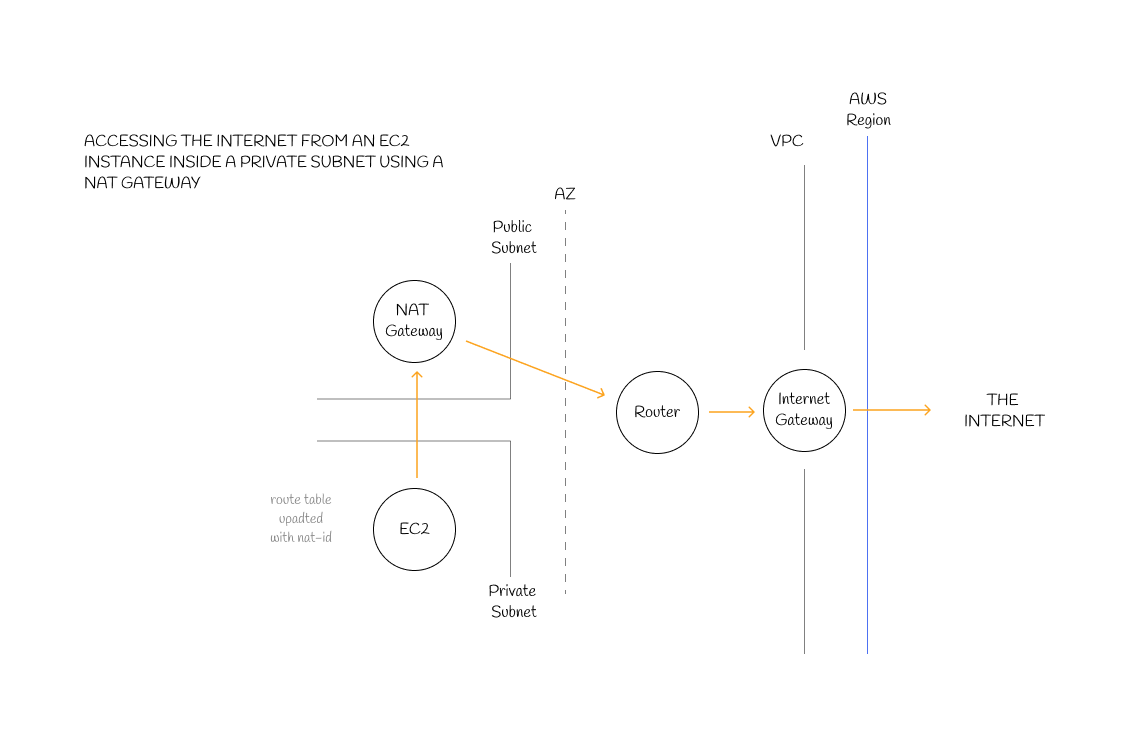 ACCESSING THE INTERNET FROM AN EC2
INSTANCE INSIDE A PRIVATE SUBNET USING A
NAT GATEWAY
AWS
Region
VPC
AZ
Public
Subnet
NAT
Gateway
Router
Internet
Gateway
THE
INTERNET
route table
upadted
with nat-id
EC2
Private
Subnet